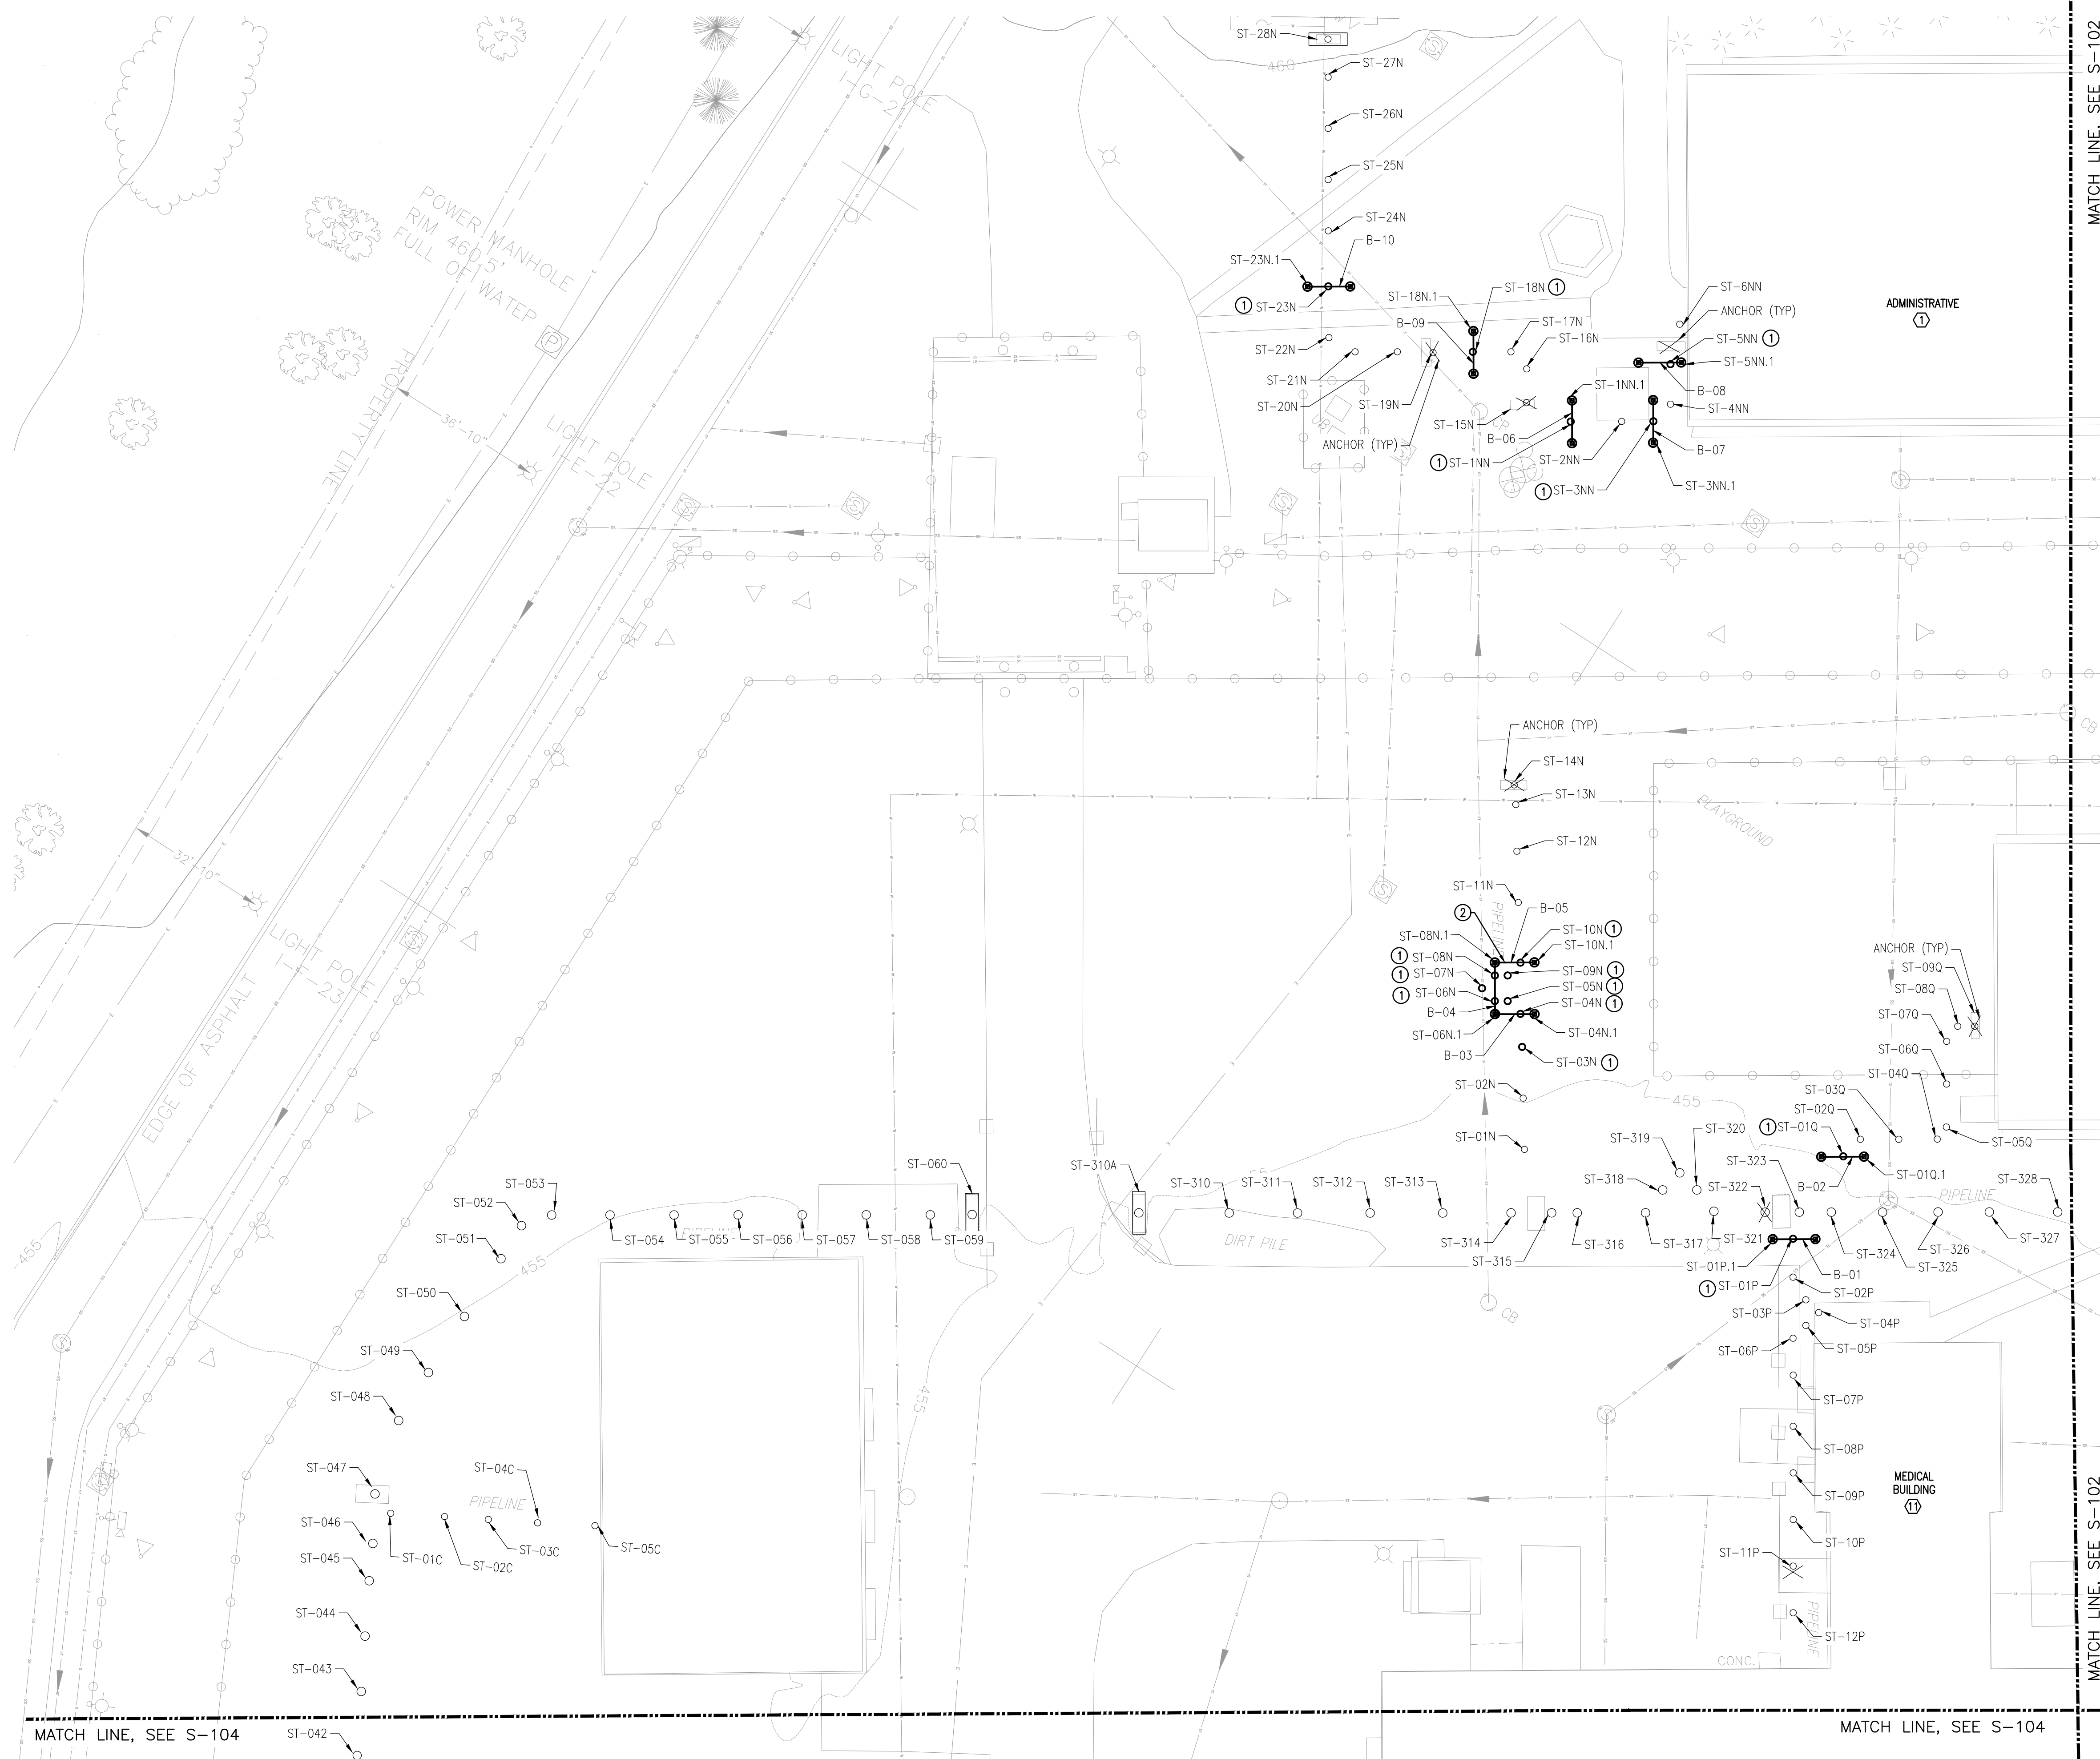 ST-28N
ST-27N
460
ST-26N
ST-25N
ST-24N
B-10
ST-23N.1
1 ST-23N
ST-22N
ST-21N
ST-20N
ST-19N
ANCHOR (TYP)
ST-18N.1
B-09
ST-18N 1
ST-17N
ST-16N
ST-15N
B-06
1 ST-1NN
ST-1NN.1
ST-2NN
1 ST-3NN
ST-3NN.1
B-07
ST-4NN
B-08
ST-5NN.1
ST-5NN 1
ANCHOR (TYP)
ST-6NN
ADMINISTRATIVE
1
MATCH LINE, SEE S-102
LIGHT POLE
POWER MANHOLE
RIM 460.5'
FULL OF WATER
P
PROPERTY LINE
36'-10"
LIGHT POLE
I-E-22
32'-10"
LIGHT POLE
EDGE OF ASPHALT
CB
CB
ANCHOR (TYP)
ST-14N
ST-13N
ST-12N
ST-11N
PLAYGROUND
2
B-05
ST-08N.1
ST-10N 1
ST-10N.1
1 ST-08N
1 ST-07N
ST-09N 1
1 ST-06N
ST-05N 1
B-04
ST-04N 1
ST-06N.1
ST-04N.1
B-03
ST-03N 1
ST-02N
ST-01N
455
ANCHOR (TYP)
ST-09Q
ST-08Q
ST-07Q
ST-06Q
ST-04Q
ST-03Q
ST-02Q
1 ST-01Q
ST-05Q
ST-01Q.1
B-02
PIPELINE
ST-053
ST-052
ST-051
ST-050
ST-049
ST-048
ST-047
ST-046
ST-045
ST-044
ST-043
ST-042
455
455
ST-054
ST-055
ST-056
ST-057
ST-058
ST-059
ST-060
ST-310A
ST-310
ST-311
ST-312
ST-313
DIRT PILE
ST-314
ST-315
ST-316
ST-317
ST-318
ST-319
ST-320
ST-321
ST-322
ST-323
ST-324
ST-325
ST-326
ST-327
ST-328
455
ST-01C
ST-02C
ST-03C
ST-04C
ST-05C
PIPELINE
CB
ST-01P.1
1 ST-01P
B-01
ST-02P
ST-03P
ST-04P
ST-05P
ST-06P
ST-07P
ST-08P
ST-09P
ST-10P
ST-11P
ST-12P
PIPELINE
CONC.
MEDICAL
BUILDING
11
MATCH LINE, SEE S-102
MATCH LINE, SEE S-104
MATCH LINE, SEE S-104